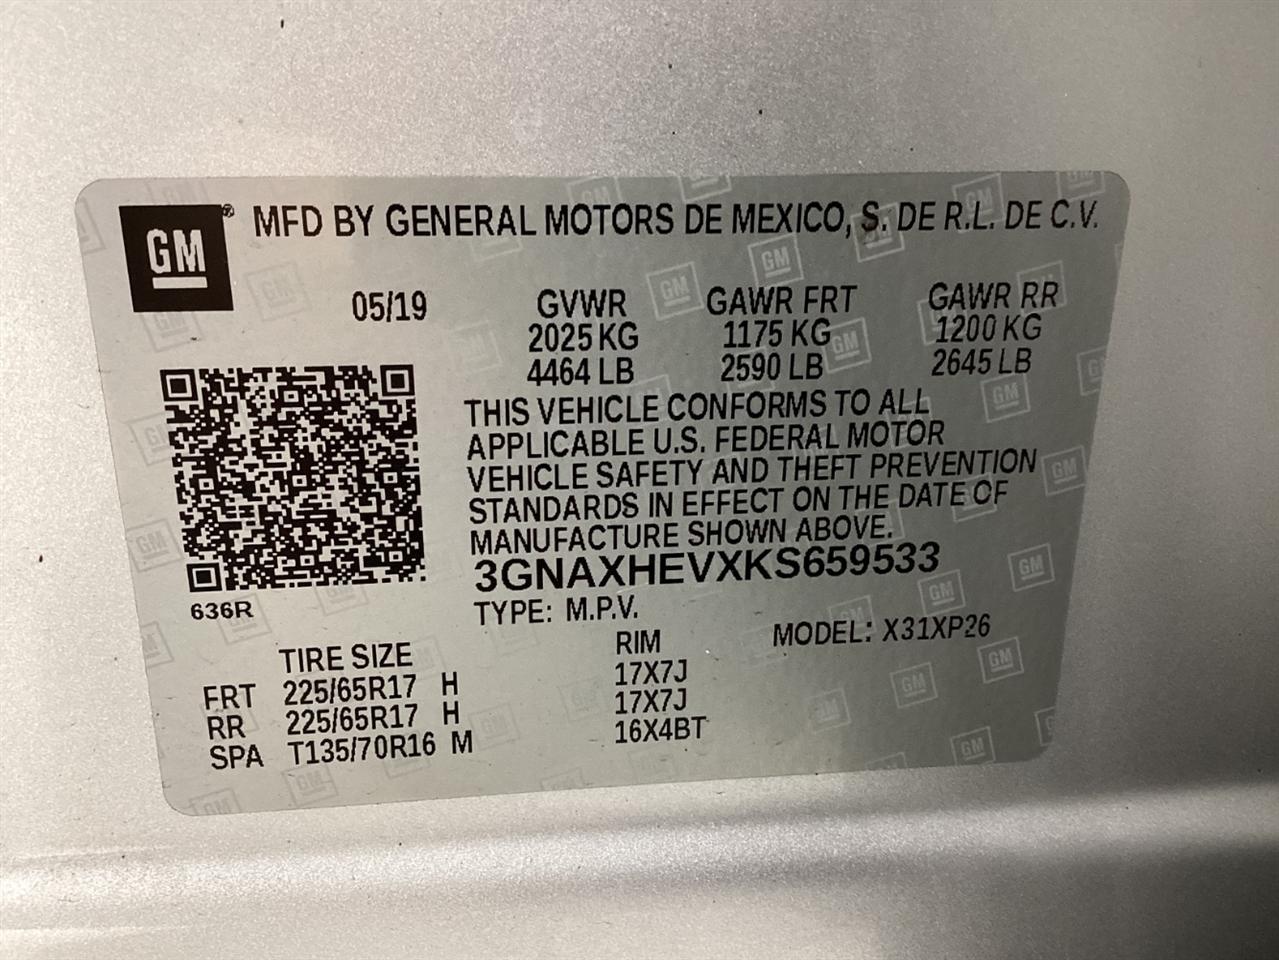 GM ® MFD BY GENERAL MOTORS DE MEXICO, S. DE R.L. DE C.V.
05/19 GVWR GAWR FRT GAWR RR
2025 KG 1175 KG 1200 KG
4464 LB 2590 LB 2645 LB
THIS VEHICLE CONFORMS TO ALL
APPLICABLE U.S. FEDERAL MOTOR
VEHICLE SAFETY AND THEFT PREVENTION
STANDARDS IN EFFECT ON THE DATE OF
MANUFACTURE SHOWN ABOVE.
3GNAXHEVXKS659533
636R TYPE: M.P.V. MODEL: X31XP26
TIRE SIZE RIM
FRT 225/65R17 H 17X7J
RR 225/65R17 H 17X7J
SPA T135/70R16 M 16X4BT